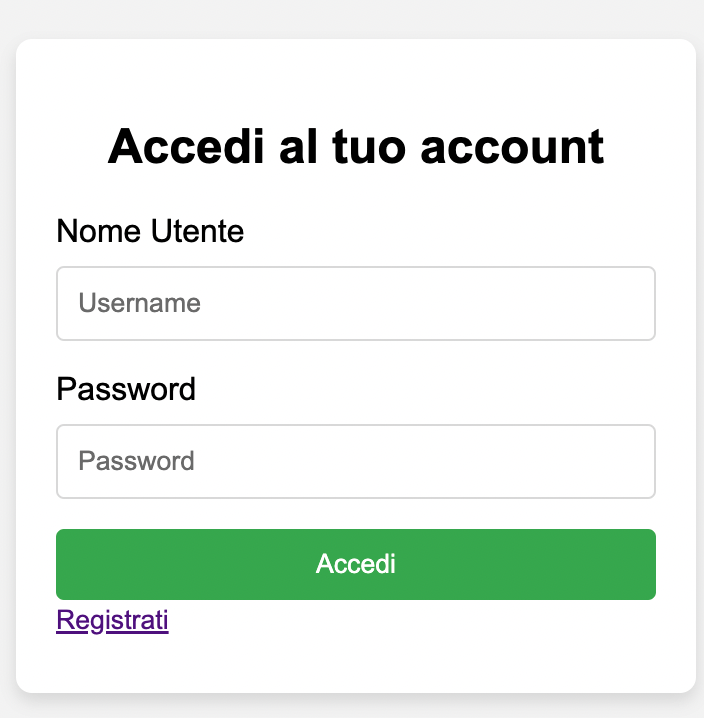 Accedi al tuo account
Nome Utente
Username
Password
Password
Accedi
Registrati